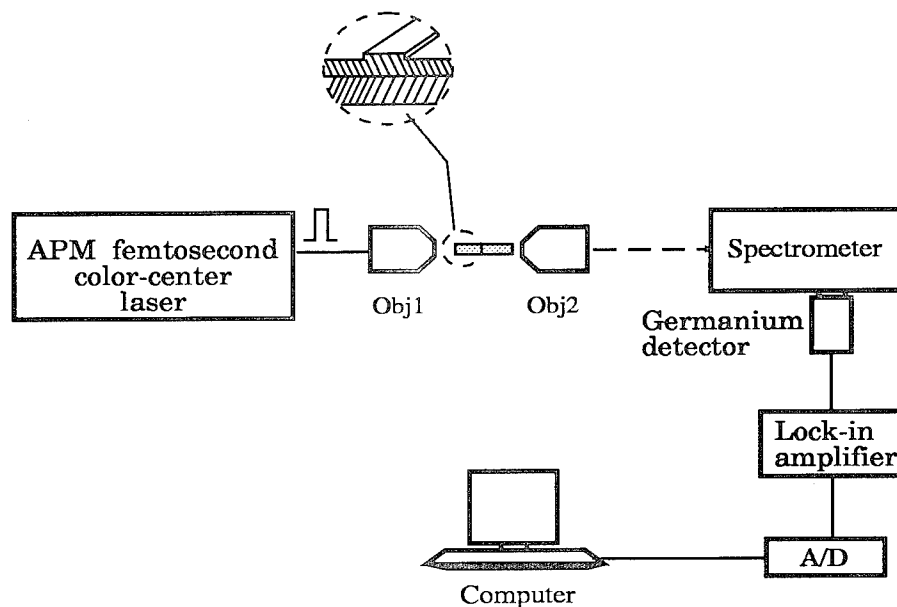 APM femtosecond
color-center
laser
Obj1
Obj2
Spectrometer
Germanium
detector
Lock-in
amplifier
A/D
Computer